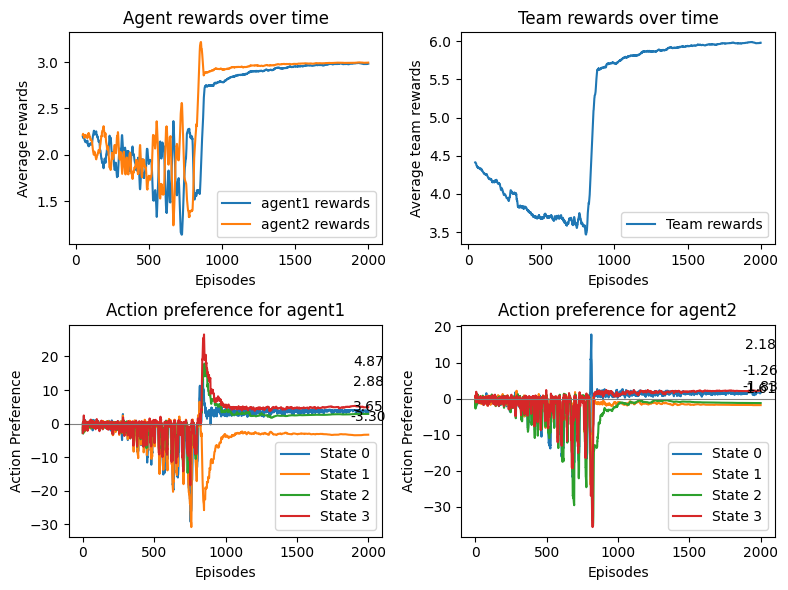 Agent rewards over time
Average rewards
3.0
2.5
2.0
1.5
agent1 rewards
agent2 rewards
0 500 1000 1500 2000
Episodes
Team rewards over time
Average team rewards
6.0
5.5
5.0
4.5
4.0
3.5
Team rewards
0 500 1000 1500 2000
Episodes
Action preference for agent1
Action Preference
20
10
0
−10
−20
−30
4.87
2.88
3.65
-3.30
State 0
State 1
State 2
State 3
0 500 1000 1500 2000
Episodes
Action preference for agent2
Action Preference
20
10
0
−10
−20
−30
2.18
-1.26
-1.83
State 0
State 1
State 2
State 3
0 500 1000 1500 2000
Episodes